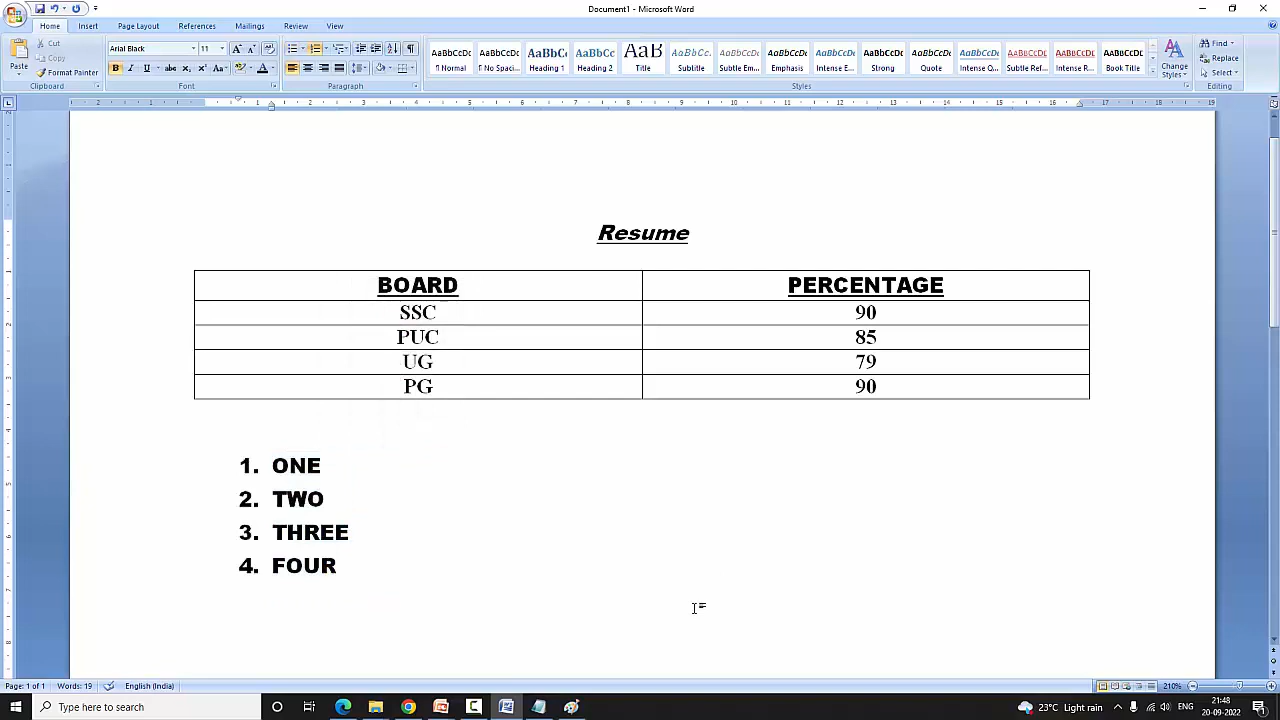 Document1 - Microsoft Word
Home Insert Page Layout References Mailings Review View
Paste
Cut
Copy
Format Painter
Clipboard
Arial Black 11
Font
Paragraph
AaBbCcDc AaBbCcDc AaBbCc AaBbCc AaB AaBbCc. AaBbCcDc AaBbCcDc AaBbCcDc AaBbCcDc AaBbCcDc AaBbCcDc AaBbCcDc AaBbCcDc AaBbCcDc
¶ Normal ¶ No Spaci... Heading 1 Heading 2 Title Subtitle Subtle Em... Emphasis Intense E... Strong Quote Intense Q... Subtle Ref... Intense R... Book Title
Change Styles
Styles
Find
Replace
Select
Editing
Resume
BOARD PERCENTAGE
SSC 90
PUC 85
UG 79
PG 90
1. ONE
2. TWO
3. THREE
4. FOUR
Page: 1 of 1 Words: 19 English (India) 210%
Type here to search
23°C Light rain ENG 21:48
20-09-2022